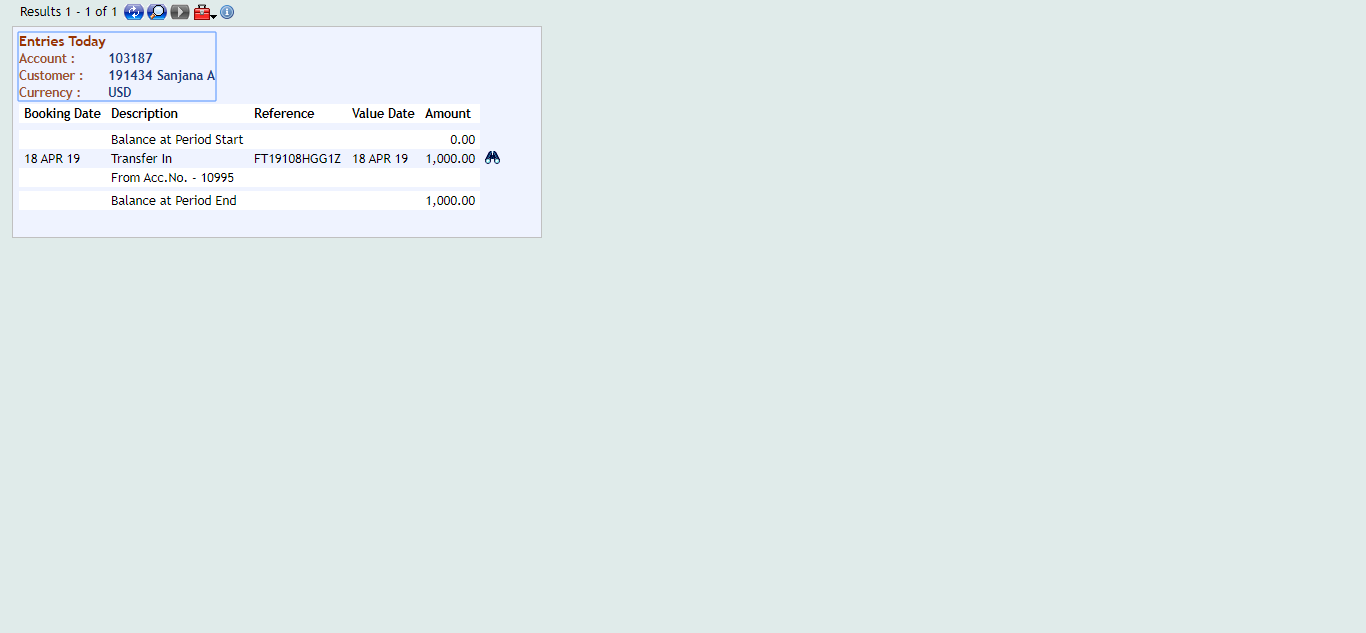 Results 1 - 1 of 1
Entries Today
Account : 103187
Customer : 191434 Sanjana A
Currency : USD
Booking Date Description Reference Value Date Amount
Balance at Period Start 0.00
18 APR 19 Transfer In FT19108HGG1Z 18 APR 19 1,000.00
From Acc.No. - 10995
Balance at Period End 1,000.00